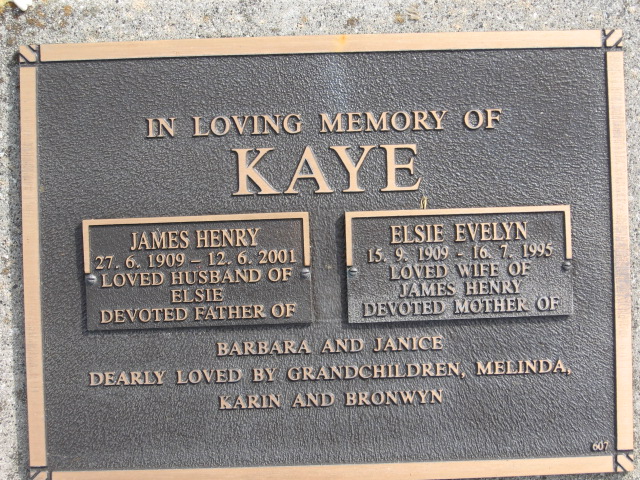 IN LOVING MEMORY OF
KAYE
JAMES HENRY
27. 6. 1909 – 12. 6. 2001
LOVED HUSBAND OF
ELSIE
DEVOTED FATHER OF
ELSIE EVELYN
15. 9. 1909 - 16. 7. 1995
LOVED WIFE OF
JAMES HENRY
DEVOTED MOTHER OF
BARBARA AND JANICE
DEARLY LOVED BY GRANDCHILDREN, MELINDA,
KARIN AND BRONWYN
607